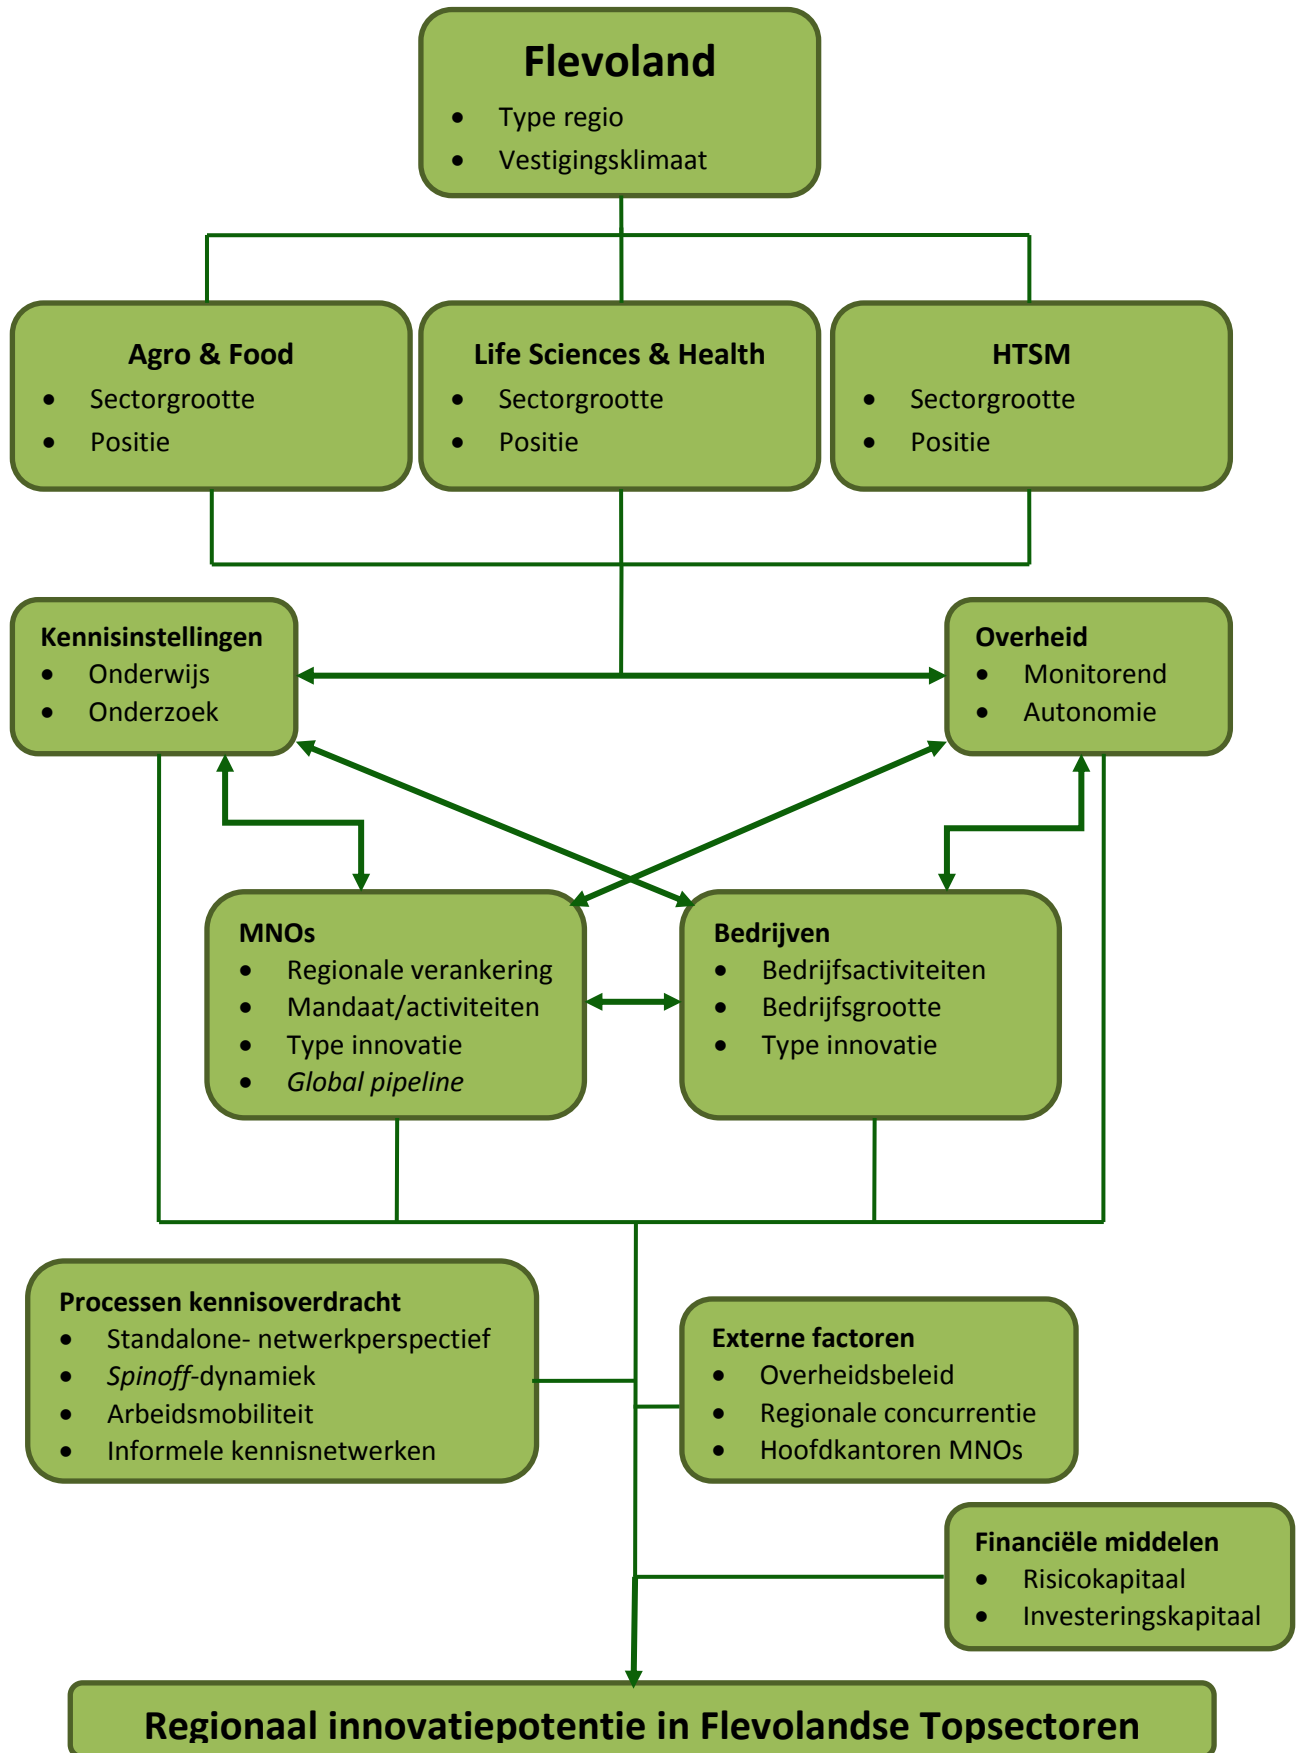 Flevoland
• Type regio
• Vestigingsklimaat
Agro & Food
• Sectorgrootte
• Positie
Life Sciences & Health
• Sectorgrootte
• Positie
HTSM
• Sectorgrootte
• Positie
Kennisinstellingen
• Onderwijs
• Onderzoek
Overheid
• Monitorend
• Autonomie
MNOs
• Regionale verankering
• Mandaat/activiteiten
• Type innovatie
• Global pipeline
Bedrijven
• Bedrijfsactiviteiten
• Bedrijfsgrootte
• Type innovatie
Processen kennisoverdracht
• Standalone- netwerkperspectief
• Spinoff-dynamiek
• Arbeidsmobiliteit
• Informele kennisnetwerken
Externe factoren
• Overheidsbeleid
• Regionale concurrentie
• Hoofdkantoren MNOs
Financiële middelen
• Risicokapitaal
• Investeringskapitaal
Regionaal innovatiepotentie in Flevolandse Topsectoren